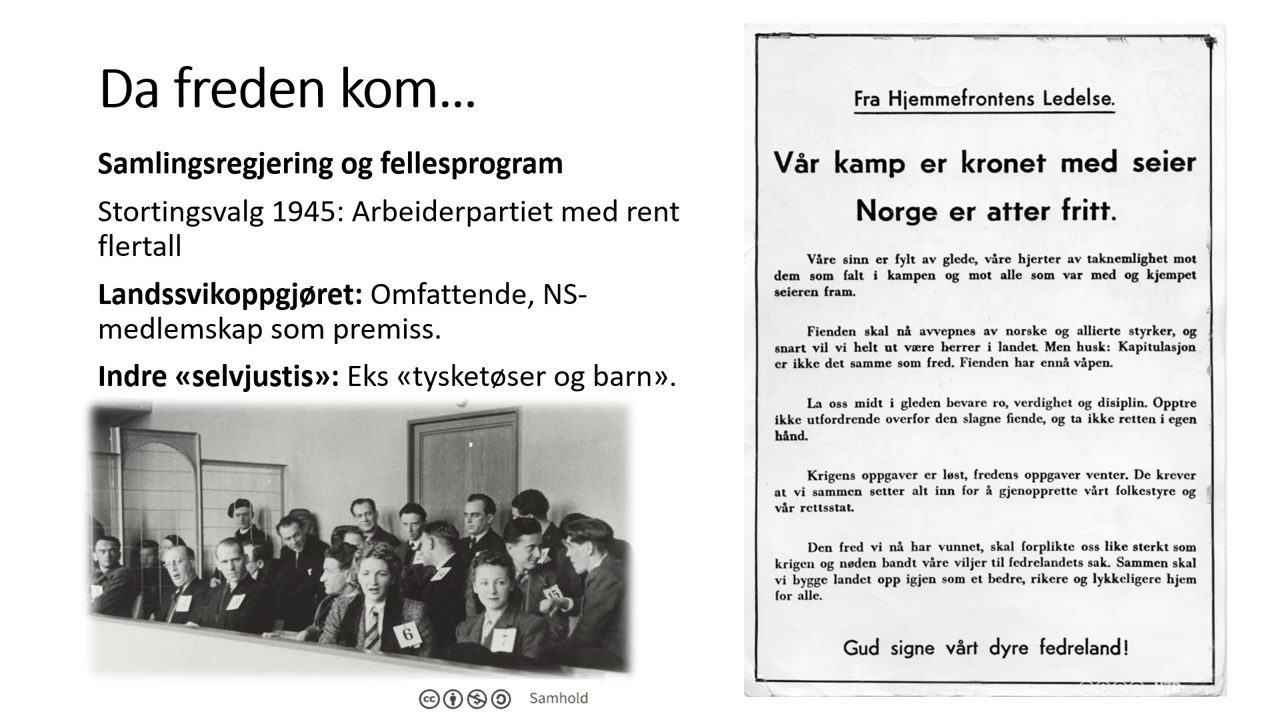 Da freden kom...
Samlingsregjering og fellesprogram
Stortingsvalg 1945: Arbeiderpartiet med rent
flertall
Landssvikoppgjøret: Omfattende, NS-
medlemskap som premiss.
Indre «selvjustis»: Eks «tysketøser og barn».
6
7
Samhold
Fra Hjemmefrontens Ledelse.
Vår kamp er kronet med seier
Norge er atter fritt.
Våre sinn er fylt av glede, våre hjerter av taknemlighet mot
dem som falt i kampen og mot alle som var med og kjempet
seieren fram.
Fienden skal nå avvepnes av norske og allierte styrker, og
snart vil vi helt ut være herrer i landet. Men husk: Kapitulasjon
er ikke det samme som fred. Fienden har ennå våpen.
La oss midt i gleden bevare ro, verdighet og disiplin. Opptre
ikke utfordrende overfor den slagne fiende, og ta ikke retten i egen
hånd.
Krigens oppgaver er løst, fredens oppgaver venter. De krever
at vi sammen setter alt inn for å gjenopprette vårt folkestyre og
vår rettsstat.
Den fred vi nå har vunnet, skal forplikte oss like sterkt som
krigen og nøden bandt våre viljer til fedrelandets sak. Sammen skal
vi bygge landet opp igjen som et bedre, rikere og lykkeligere hjem
for alle.
Gud signe vårt dyre fedreland!